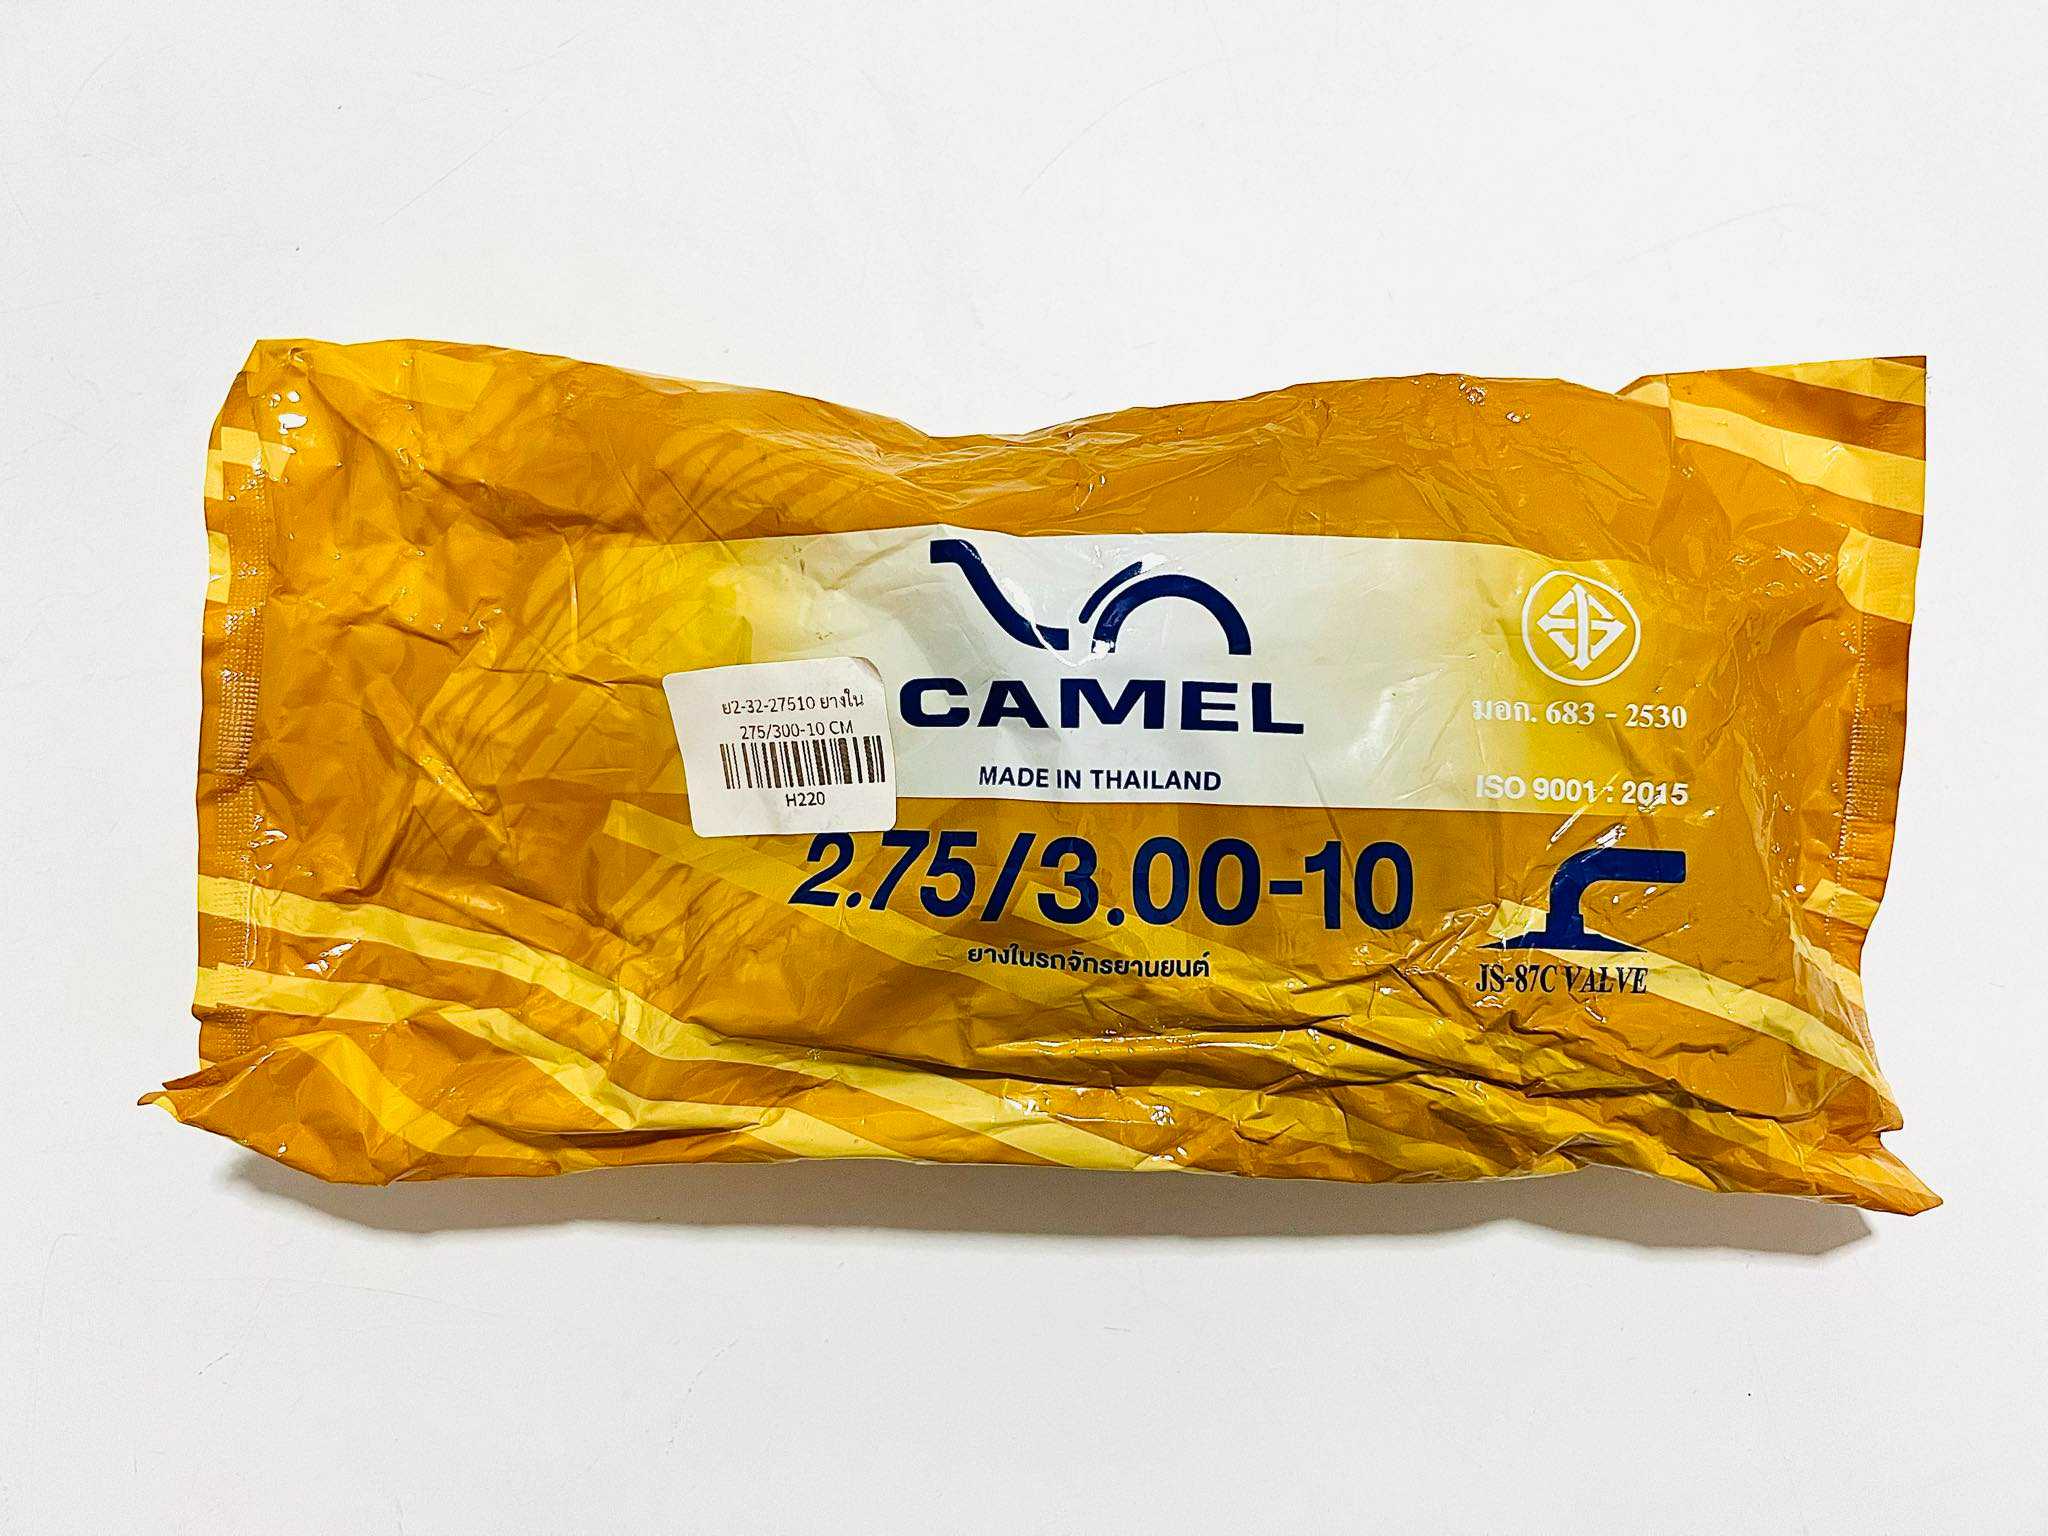 CAMEL
MADE IN THAILAND
2.75/3.00-10
ยางในรถจักรยานยนต์
มอก. 683 - 2530
ISO 9001 : 2015
JS-87C VALVE
ย2-32-27510 ยางใน
275/300-10 CM
H220